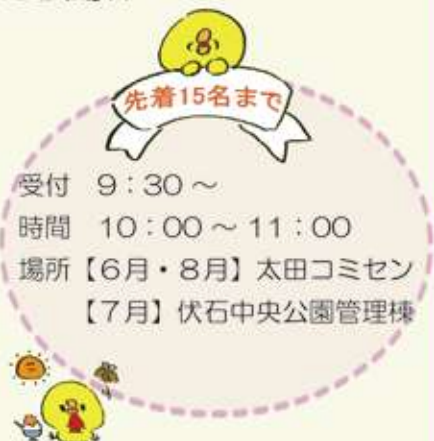 先着15名まで
受付　9：30～
時間　10：00～11：00
場所【6月・8月】太田コミセン
【7月】伏石中央公園管理棟